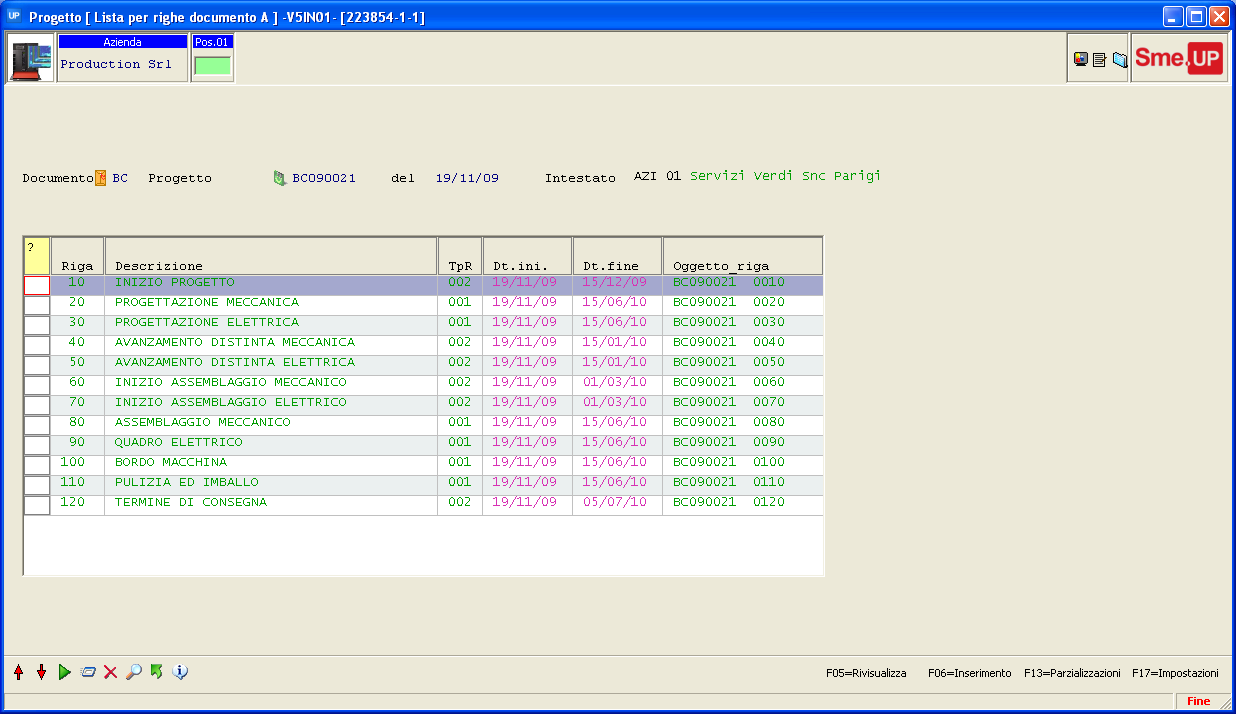 UP Progetto [ Lista per righe documento A ] -V5IN01- [223854-1-1]
Azienda Pos.01
Production Srl
Sme.UP
Documento BC Progetto BC090021 del 19/11/09 Intestato AZI 01 Servizi Verdi Snc Parigi
?
Riga Descrizione TpR Dt.ini. Dt.fine Oggetto_riga
10 INIZIO PROGETTO 002 19/11/09 15/12/09 BC090021 0010
20 PROGETTAZIONE MECCANICA 001 19/11/09 15/06/10 BC090021 0020
30 PROGETTAZIONE ELETTRICA 001 19/11/09 15/06/10 BC090021 0030
40 AVANZAMENTO DISTINTA MECCANICA 002 19/11/09 15/01/10 BC090021 0040
50 AVANZAMENTO DISTINTA ELETTRICA 002 19/11/09 15/01/10 BC090021 0050
60 INIZIO ASSEMBLAGGIO MECCANICO 002 19/11/09 01/03/10 BC090021 0060
70 INIZIO ASSEMBLAGGIO ELETTRICO 002 19/11/09 01/03/10 BC090021 0070
80 ASSEMBLAGGIO MECCANICO 001 19/11/09 15/06/10 BC090021 0080
90 QUADRO ELETTRICO 001 19/11/09 15/06/10 BC090021 0090
100 BORDO MACCHINA 001 19/11/09 15/06/10 BC090021 0100
110 PULIZIA ED IMBALLO 001 19/11/09 15/06/10 BC090021 0110
120 TERMINE DI CONSEGNA 002 19/11/09 05/07/10 BC090021 0120
F05=Rivisualizza F06=Inserimento F13=Parzializzazioni F17=Impostazioni
Fine